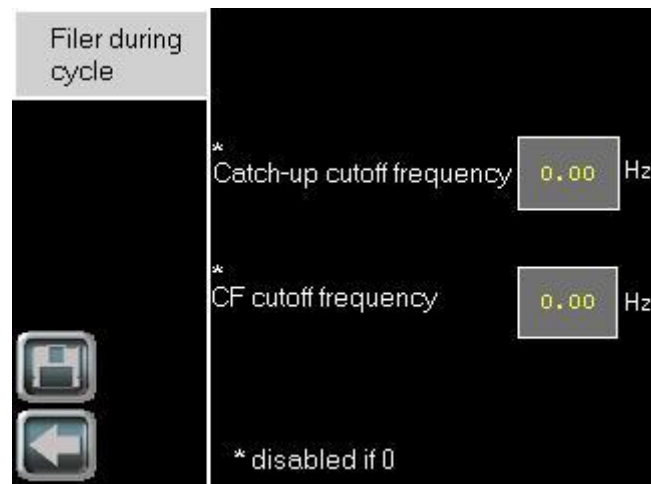 Filer during
cycle
*
Catch-up cutoff frequency 0.00 Hz
*
CF cutoff frequency 0.00 Hz
* disabled if 0